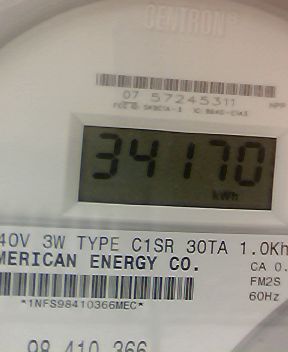 CENTRON®
07 57245311
34170
kWh
40V 3W TYPE C1SR 30TA 1.0Kh
MERICAN ENERGY CO.
CA 0.
FM2S
60Hz
*1NFS98410366MEC*
98 410 366